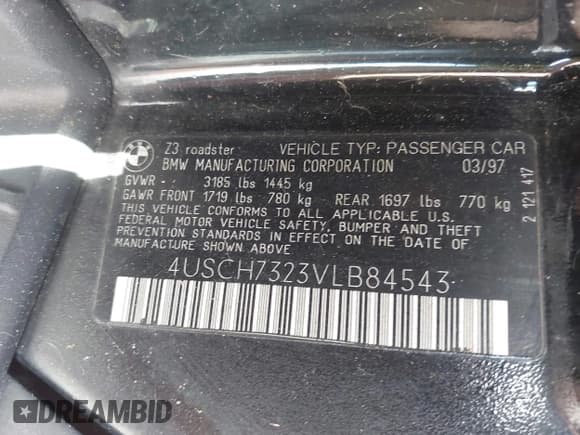 Z3 roadster VEHICLE TYP: PASSENGER CAR
BMW MANUFACTURING CORPORATION 03/97
GVWR - - 3185 lbs 1445 kg
GAWR FRONT 1719 lbs 780 kg REAR 1697 lbs 770 kg
THIS VEHICLE CONFORMS TO ALL APPLICABLE U.S.
FEDERAL MOTOR VEHICLE SAFETY, BUMPER AND THEFT
PREVENTION STANDARDS IN EFFECT ON THE DATE OF
MANUFACTURE SHOWN ABOVE
2 121 417
4USCH7323VLB84543
DREAMBID